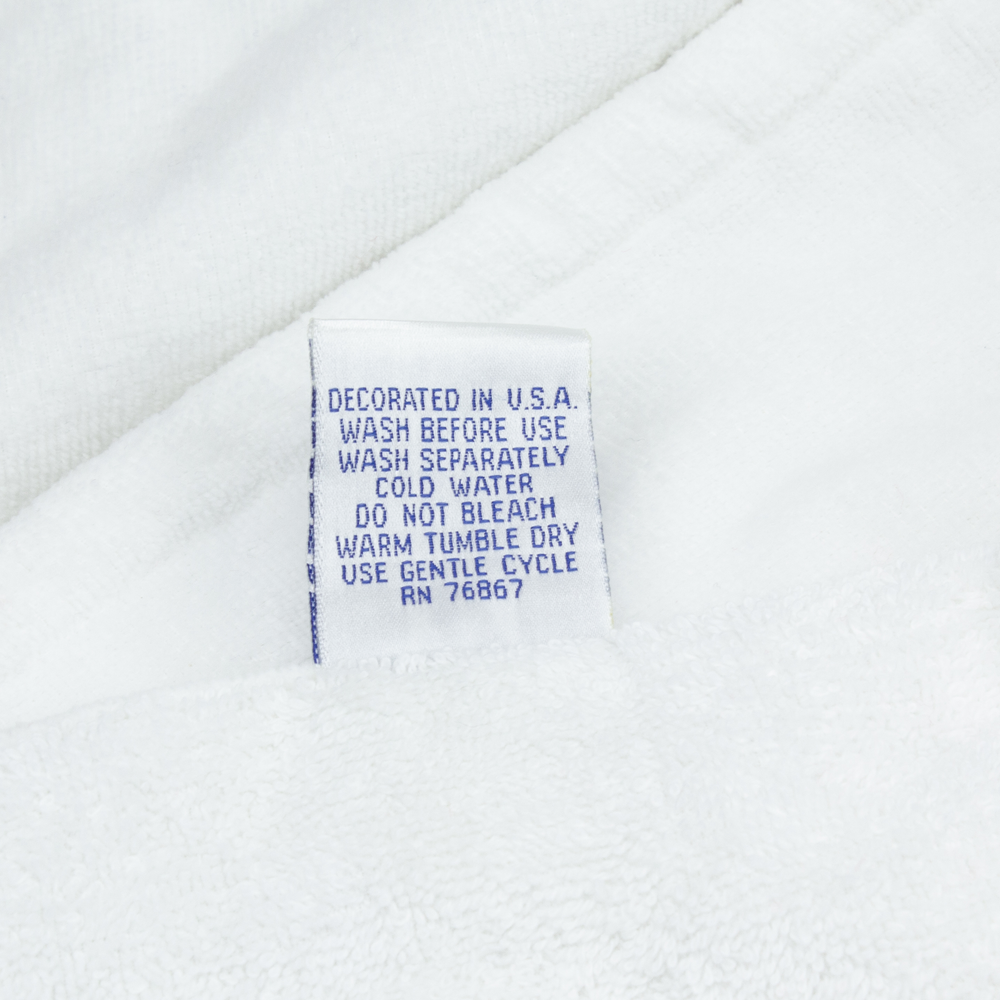 DECORATED IN U.S.A.
WASH BEFORE USE
WASH SEPARATELY
COLD WATER
DO NOT BLEACH
WARM TUMBLE DRY
USE GENTLE CYCLE
RN 76867